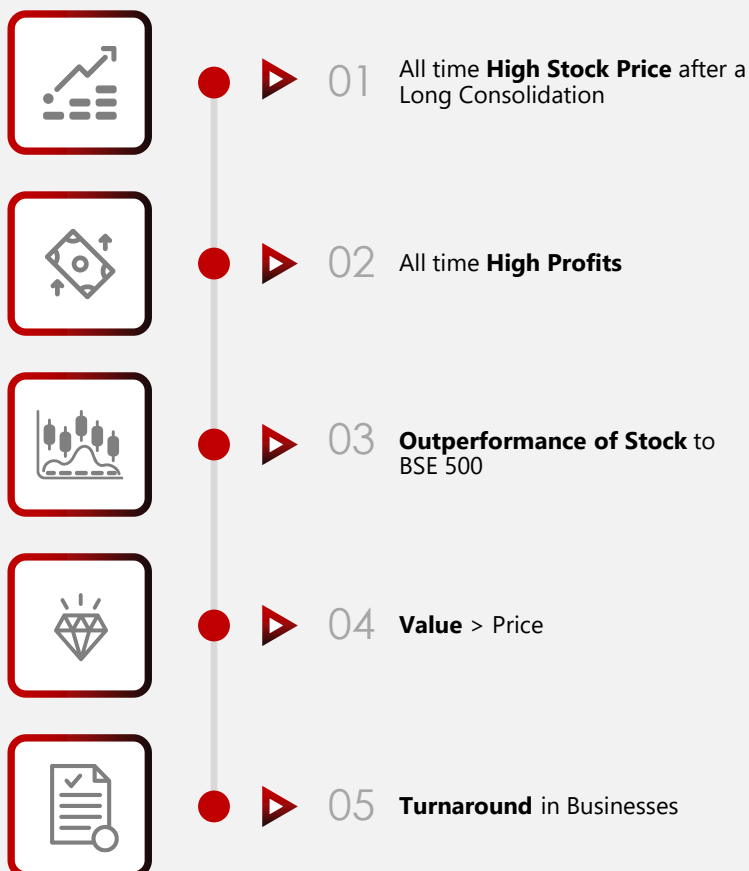 01
All time High Stock Price after a
Long Consolidation
02
All time High Profits
03
Outperformance of Stock to
BSE 500
04
Value > Price
05
Turnaround in Businesses